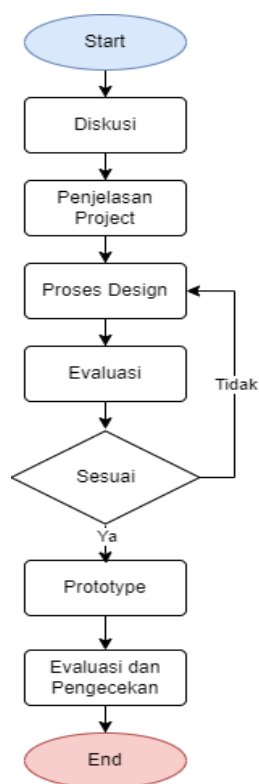 Start
Diskusi
Penjelasan
Project
Proses Design
Evaluasi
Tidak
Sesuai
Ya
Prototype
Evaluasi dan
Pengecekan
End